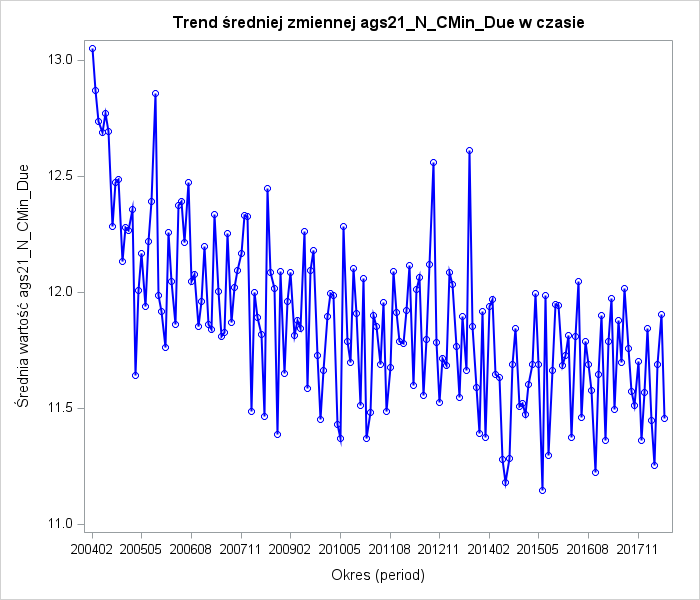 Trend średniej zmiennej ags21_N_CMin_Due w czasie
Średnia wartość ags21_N_CMin_Due
13.0
12.5
12.0
11.5
11.0
200402 200505 200608 200711 200902 201005 201108 201211 201402 201505 201608 201711
Okres (period)